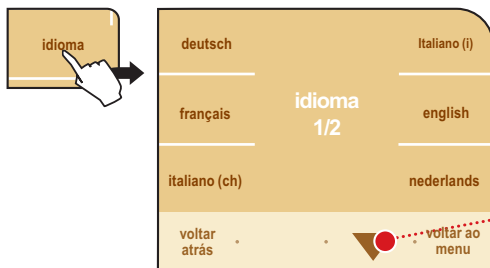 idioma
deutsch
Italiano (i)
idioma
1/2
français
english
italiano (ch)
nederlands
voltar
atrás
voltar ao
menu